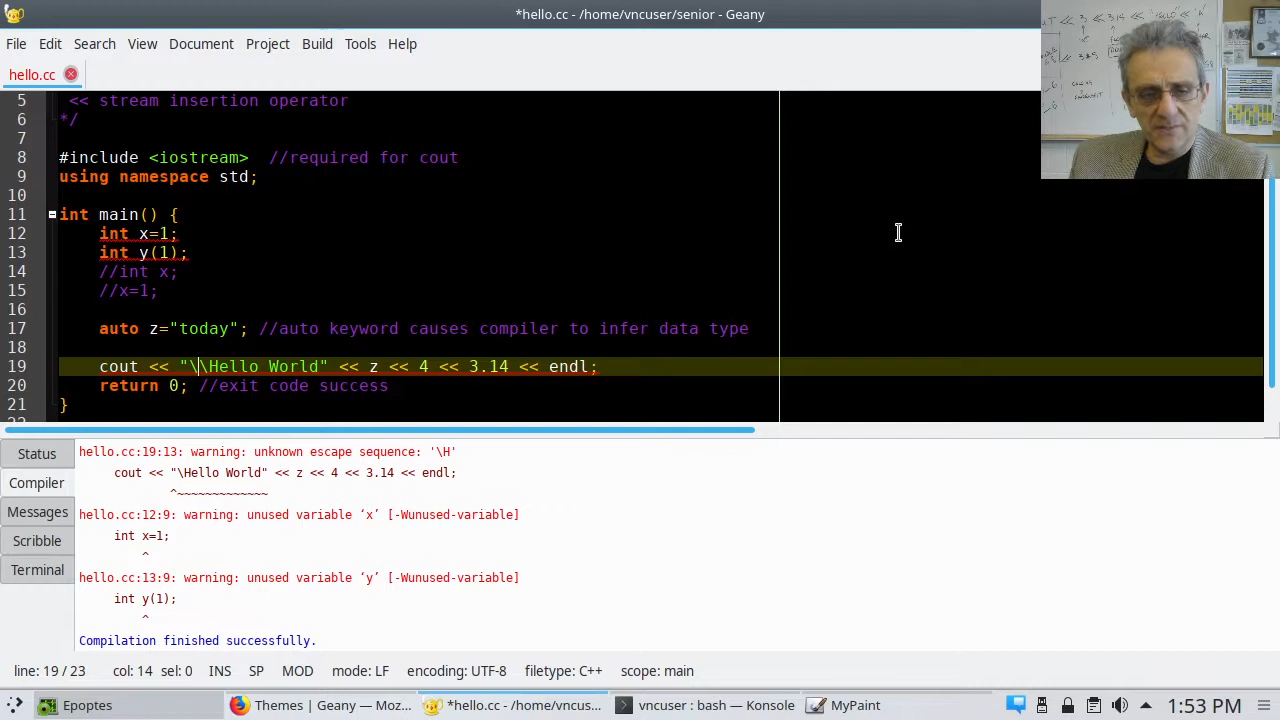 *hello.cc - /home/vncuser/senior - Geany
File Edit Search View Document Project Build Tools Help
hello.cc
5 << stream insertion operator
6 */
7
8 #include <iostream>  //required for cout
9 using namespace std;
10
11 int main() {
12 int x=1;
13 int y(1);
14 //int x;
15 //x=1;
16
17 auto z="today"; //auto keyword causes compiler to infer data type
18
19 cout << "\\Hello World" << z << 4 << 3.14 << endl;
20 return 0; //exit code success
21 }
Status
Compiler
Messages
Scribble
Terminal
hello.cc:19:13: warning: unknown escape sequence: '\H'
cout << "\Hello World" << z << 4 << 3.14 << endl;
^~~~~~~~~~~~~~
hello.cc:12:9: warning: unused variable ‘x’ [-Wunused-variable]
int x=1;
^
hello.cc:13:9: warning: unused variable ‘y’ [-Wunused-variable]
int y(1);
^
Compilation finished successfully.
line: 19 / 23 col: 14 sel: 0 INS SP MOD mode: LF encoding: UTF-8 filetype: C++ scope: main
Epoptes Themes | Geany — Moz... *hello.cc - /home/vncus... vncuser : bash — Konsole MyPaint 1:53 PM